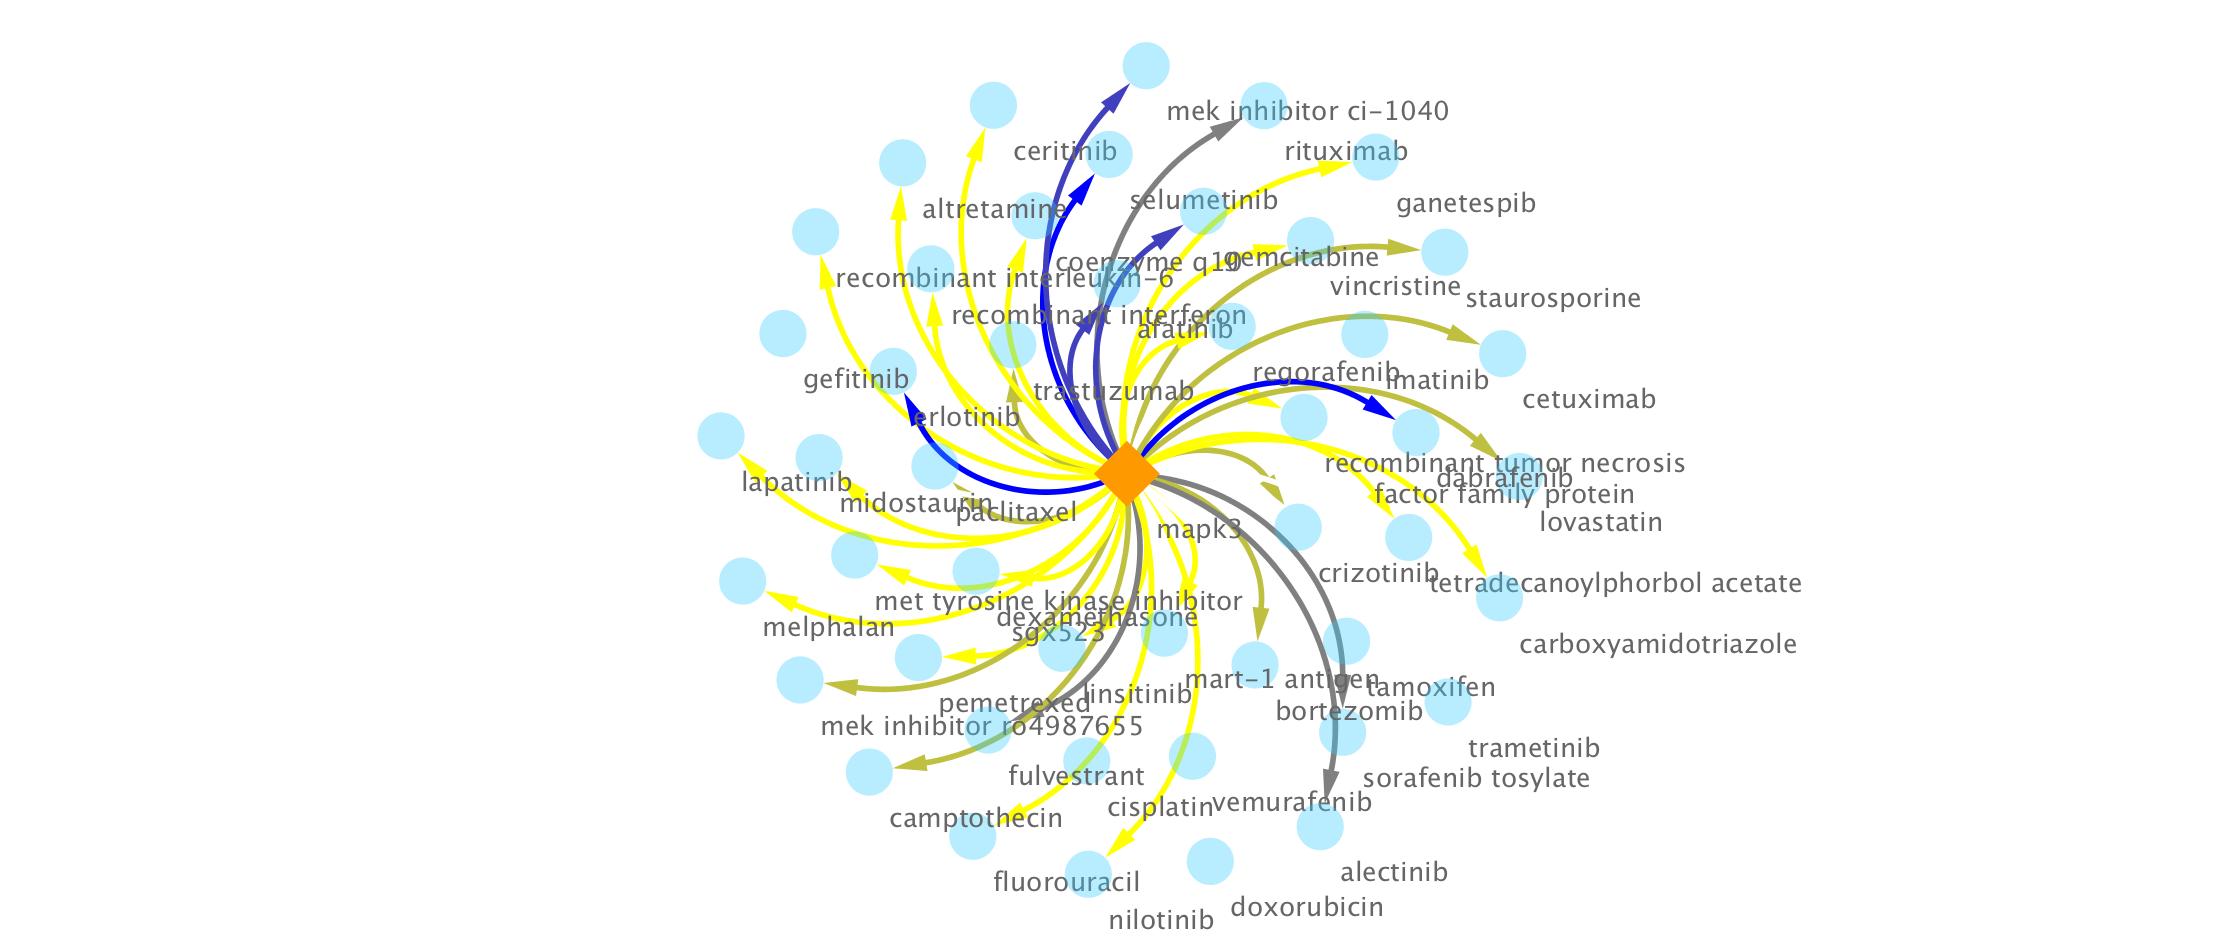 mek inhibitor ci-1040
ceritinib
rituximab
altretamine
selumetinib
ganetespib
recombinant interleukin-6
coenzyme q10
gemcitabine
vincristine
staurosporine
recombinant interferon
afatinib
gefitinib
trastuzumab
regorafenib
imatinib
cetuximab
erlotinib
lapatinib
midostaurin
paclitaxel
mapk3
recombinant tumor necrosis
factor family protein
dabrafenib
lovastatin
crizotinib
tetradecanoylphorbol acetate
melphalan
met tyrosine kinase inhibitor
sgx523
dexamethasone
carboxyamidotriazole
pemetrexed
linsitinib
mart-1 antigen
tamoxifen
bortezomib
mek inhibitor ro4987655
trametinib
fulvestrant
sorafenib tosylate
camptothecin
cisplatin
vemurafenib
fluorouracil
alectinib
nilotinib
doxorubicin